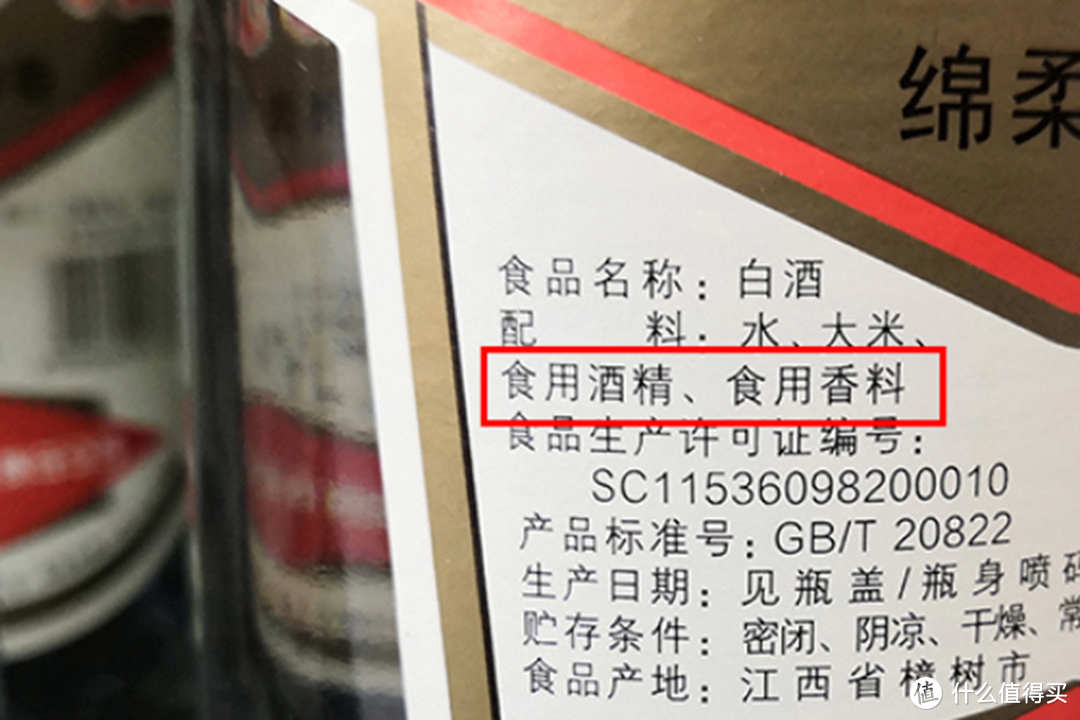 绵柔
食品名称：白酒
配 料：水、大米、
食用酒精、食用香料
食品生产许可证编号：
SC11536098200010
产品标准号：GB/T 20822
生产日期：见瓶盖/瓶身喷码
贮存条件：密闭、阴凉、干燥、常
食品产地：江西省樟树市
值 什么值得买